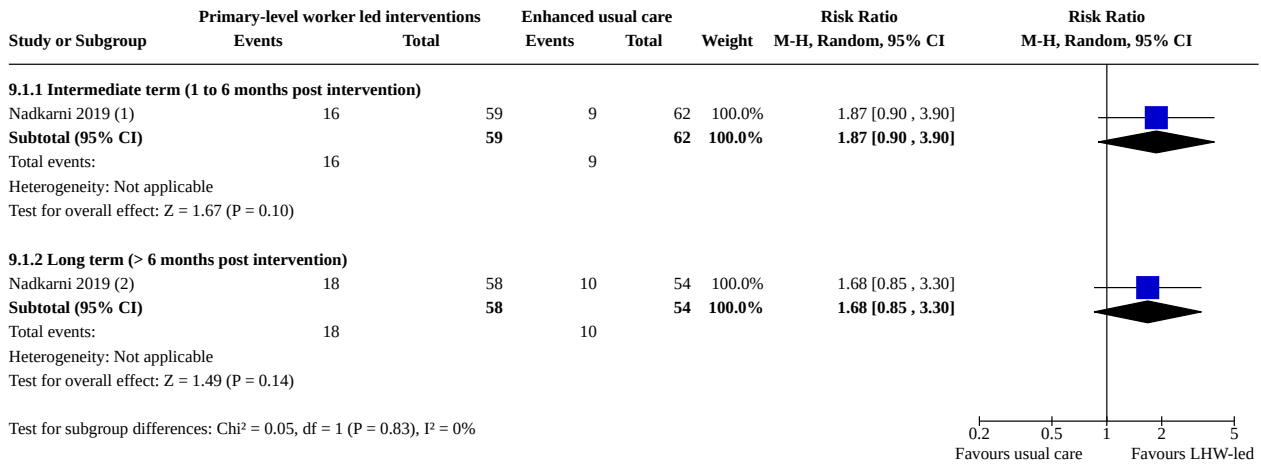 Primary-level worker led interventions Enhanced usual care Risk Ratio Risk Ratio
Study or Subgroup Events Total Events Total Weight M-H, Random, 95% CI M-H, Random, 95% CI
9.1.1 Intermediate term (1 to 6 months post intervention)
Nadkarni 2019 (1) 16 59 9 62 100.0% 1.87 [0.90 , 3.90]
Subtotal (95% CI) 59 62 100.0% 1.87 [0.90 , 3.90]
Total events: 16 9
Heterogeneity: Not applicable
Test for overall effect: Z = 1.67 (P = 0.10)
9.1.2 Long term (> 6 months post intervention)
Nadkarni 2019 (2) 18 58 10 54 100.0% 1.68 [0.85 , 3.30]
Subtotal (95% CI) 58 54 100.0% 1.68 [0.85 , 3.30]
Total events: 18 10
Heterogeneity: Not applicable
Test for overall effect: Z = 1.49 (P = 0.14)
Test for subgroup differences: Chi² = 0.05, df = 1 (P = 0.83), I² = 0%
0.2 0.5 1 2 5
Favours usual care Favours LHW-led